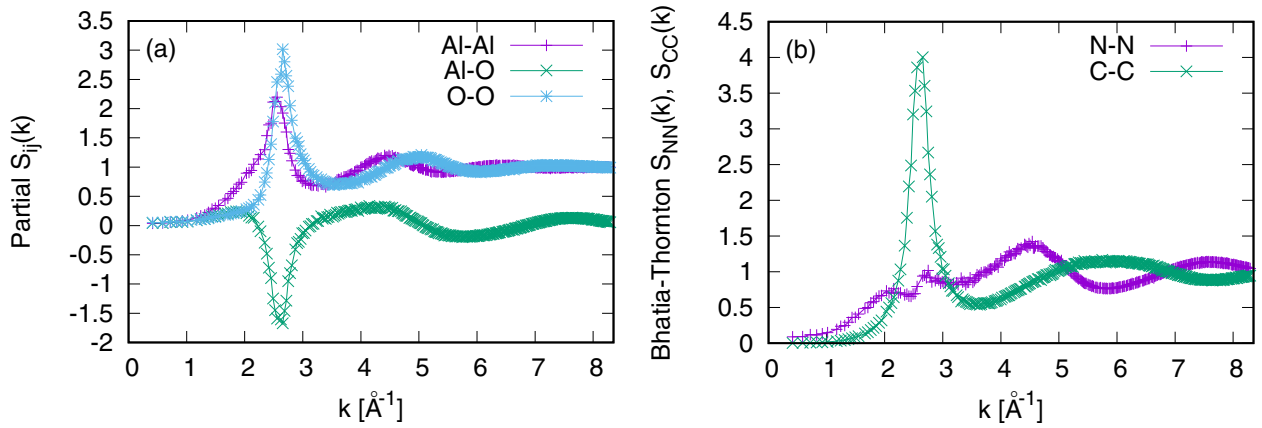 (a)
Al-Al
Al-O
O-O
3.5
3
2.5
2
1.5
1
0.5
0
-0.5
-1
-1.5
-2
Partial S_ij(k)
0 1 2 3 4 5 6 7 8
k [Å⁻¹]
(b)
N-N
C-C
4.5
4
3.5
3
2.5
2
1.5
1
0.5
0
Bhatia-Thornton S_NN(k), S_CC(k)
0 1 2 3 4 5 6 7 8
k [Å⁻¹]